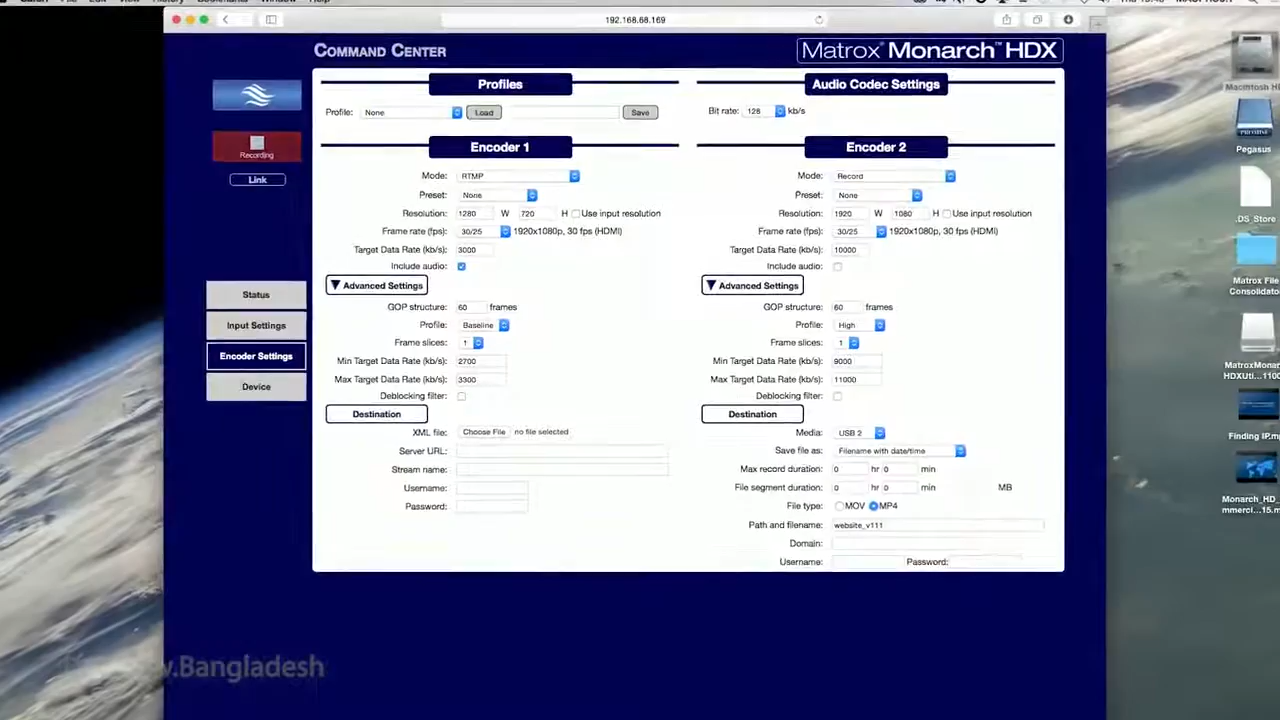 192.168.68.169
COMMAND CENTER
Matrox® Monarch™ HDX
Profiles
Profile: None Load Save
Audio Codec Settings
Bit rate: 128 kb/s
Recording
Link
Status
Input Settings
Encoder Settings
Device
Encoder 1
Mode: RTMP
Preset: None
Resolution: 1280 W 720 H Use input resolution
Frame rate (fps): 30/25 1920x1080p, 30 fps (HDMI)
Target Data Rate (kb/s): 3000
Include audio:
▼ Advanced Settings
GOP structure: 60 frames
Profile: Baseline
Frame slices: 1
Min Target Data Rate (kb/s): 2700
Max Target Data Rate (kb/s): 3300
Deblocking filter:
Destination
XML file: Choose File no file selected
Server URL:
Stream name:
Username:
Password:
Encoder 2
Mode: Record
Preset: None
Resolution: 1920 W 1080 H Use input resolution
Frame rate (fps): 30/25 1920x1080p, 30 fps (HDMI)
Target Data Rate (kb/s): 10000
Include audio:
▼ Advanced Settings
GOP structure: 60 frames
Profile: High
Frame slices: 1
Min Target Data Rate (kb/s): 9000
Max Target Data Rate (kb/s): 11000
Deblocking filter:
Destination
Media: USB 2
Save file as: Filename with date/time
Max record duration: 0 hr 0 min
File segment duration: 0 hr 0 min MB
File type: MOV MP4
Path and filename: website_v111
Domain:
Username: Password:
Macintosh H
Pegasus
.DS_Store
Matrox File
Consolidato
MatroxMonar
HDXUti...110
Finding IP.m
Monarch_HD_
mmerci...15.m
.Bangladesh